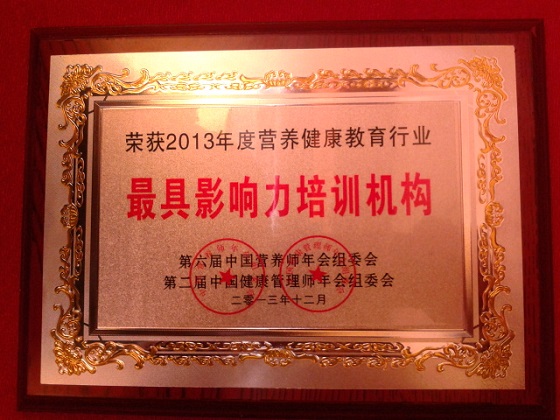 荣获2013年度营养健康教育行业
最具影响力培训机构
第六届中国营养师年会组委会
第二届中国健康管理师年会组委会
二零一三年十二月